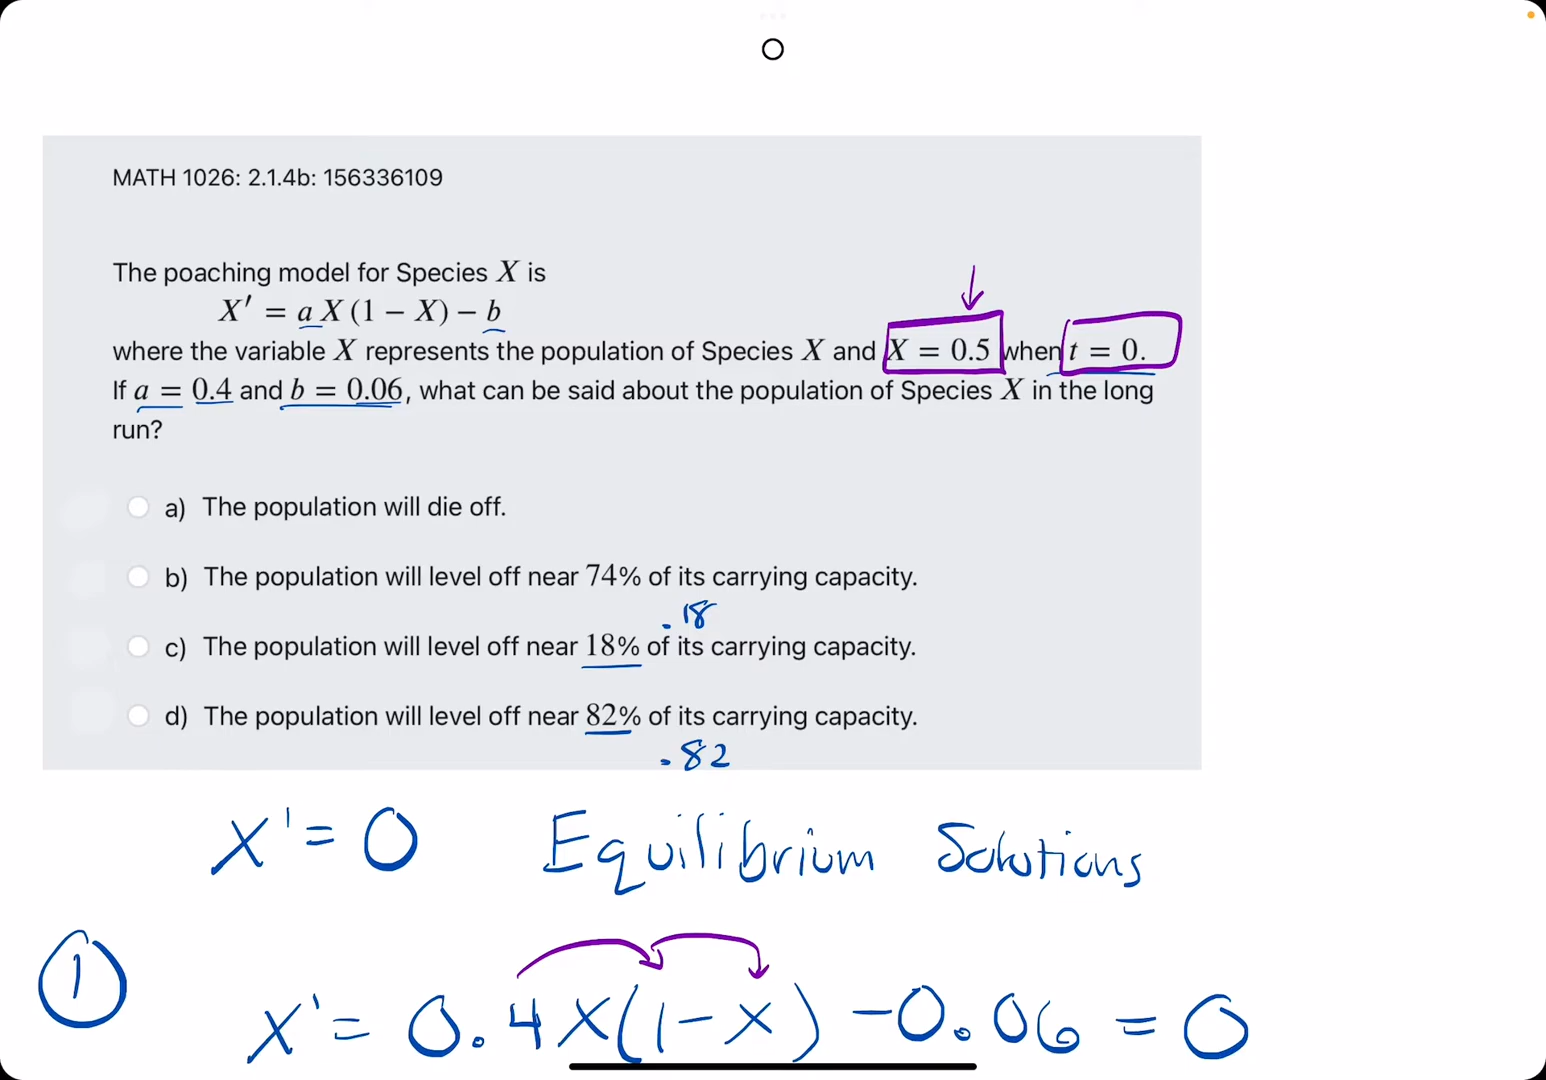 MATH 1026: 2.1.4b: 156336109
The poaching model for Species X is
X′ = a X (1 − X) − b
where the variable X represents the population of Species X and X = 0.5 when t = 0.
If a = 0.4 and b = 0.06, what can be said about the population of Species X in the long
run?
a) The population will die off.
b) The population will level off near 74% of its carrying capacity.
.18
c) The population will level off near 18% of its carrying capacity.
d) The population will level off near 82% of its carrying capacity.
.82
X' = 0 Equilibrium Solutions
1
X' = 0.4X(1-X) -0.06 = 0